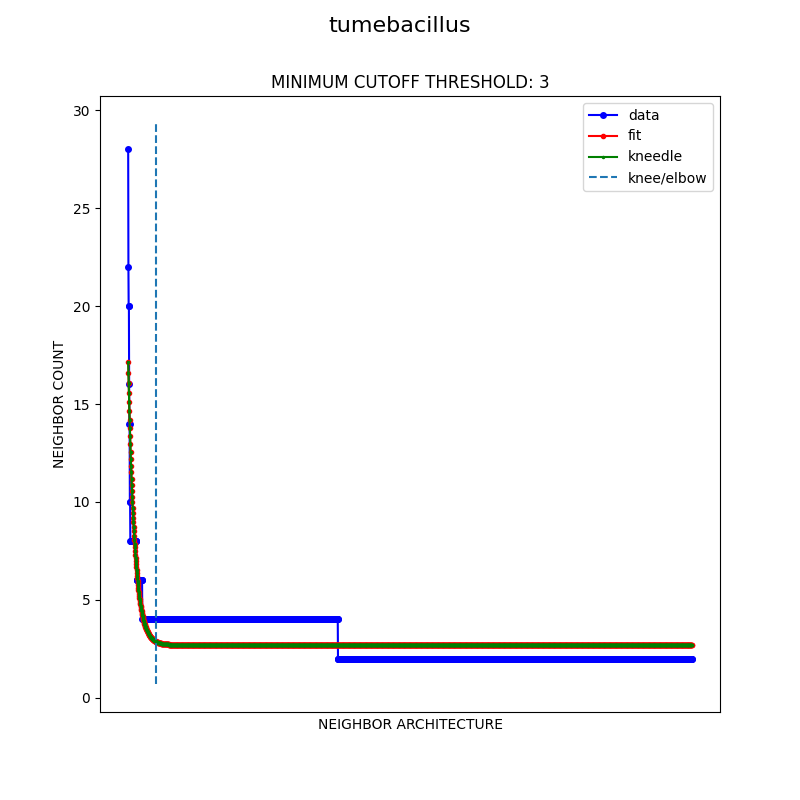 tumebacillus
MINIMUM CUTOFF THRESHOLD: 3
30
25
20
15
10
5
0
NEIGHBOR COUNT
data
fit
kneedle
knee/elbow
NEIGHBOR ARCHITECTURE